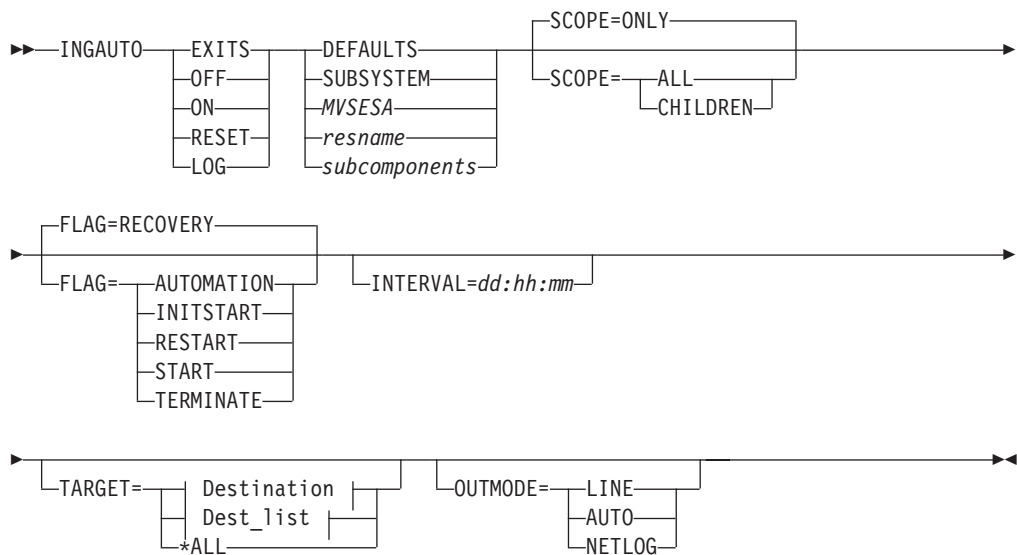 SCOPE=ONLY
INGAUTO EXITS DEFAULTS
OFF SUBSYSTEM SCOPE= ALL
ON MVSESA CHILDREN
RESET resname
LOG subcomponents
FLAG=RECOVERY
FLAG= AUTOMATION INTERVAL=dd:hh:mm
INITSTART
RESTART
START
TERMINATE
TARGET= Destination OUTMODE= LINE
Dest_list AUTO
*ALL NETLOG